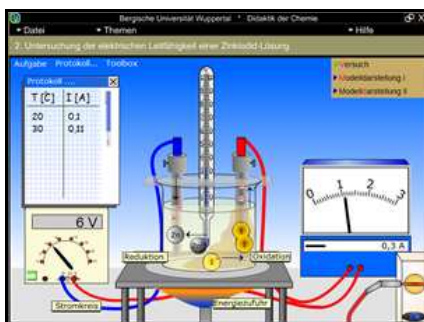 Bergische Universität Wuppertal * Didaktik der Chemie
Datei
Themen
Hilfe
2. Untersuchung der elektrischen Leitfähigkeit einer Zinkiodid-Lösung
Aufgabe Protokoll... Toolbox
Versuch
Modelldarstellung I
Modelldarstellung II
Protokoll ....
T [C] I [A]
20 0,1
30 0,11
6 V
0 1 2 3
0,3 A
Zn
Reduktion
Oxidation
Stromkreis
Energiezufuhr